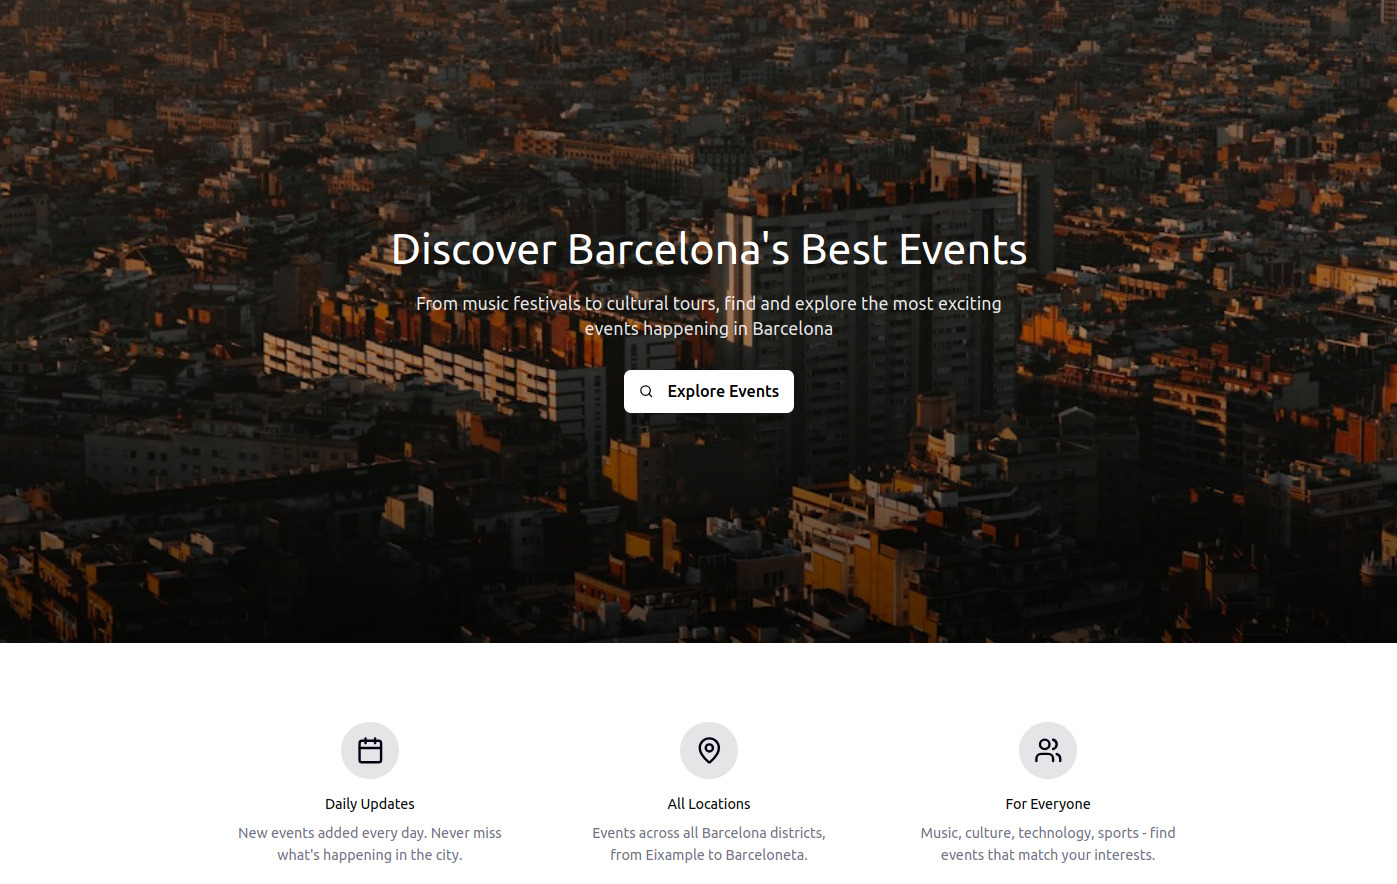 Discover Barcelona's Best Events
From music festivals to cultural tours, find and explore the most exciting
events happening in Barcelona
Explore Events
Daily Updates
New events added every day. Never miss
what's happening in the city.
All Locations
Events across all Barcelona districts,
from Eixample to Barceloneta.
For Everyone
Music, culture, technology, sports - find
events that match your interests.